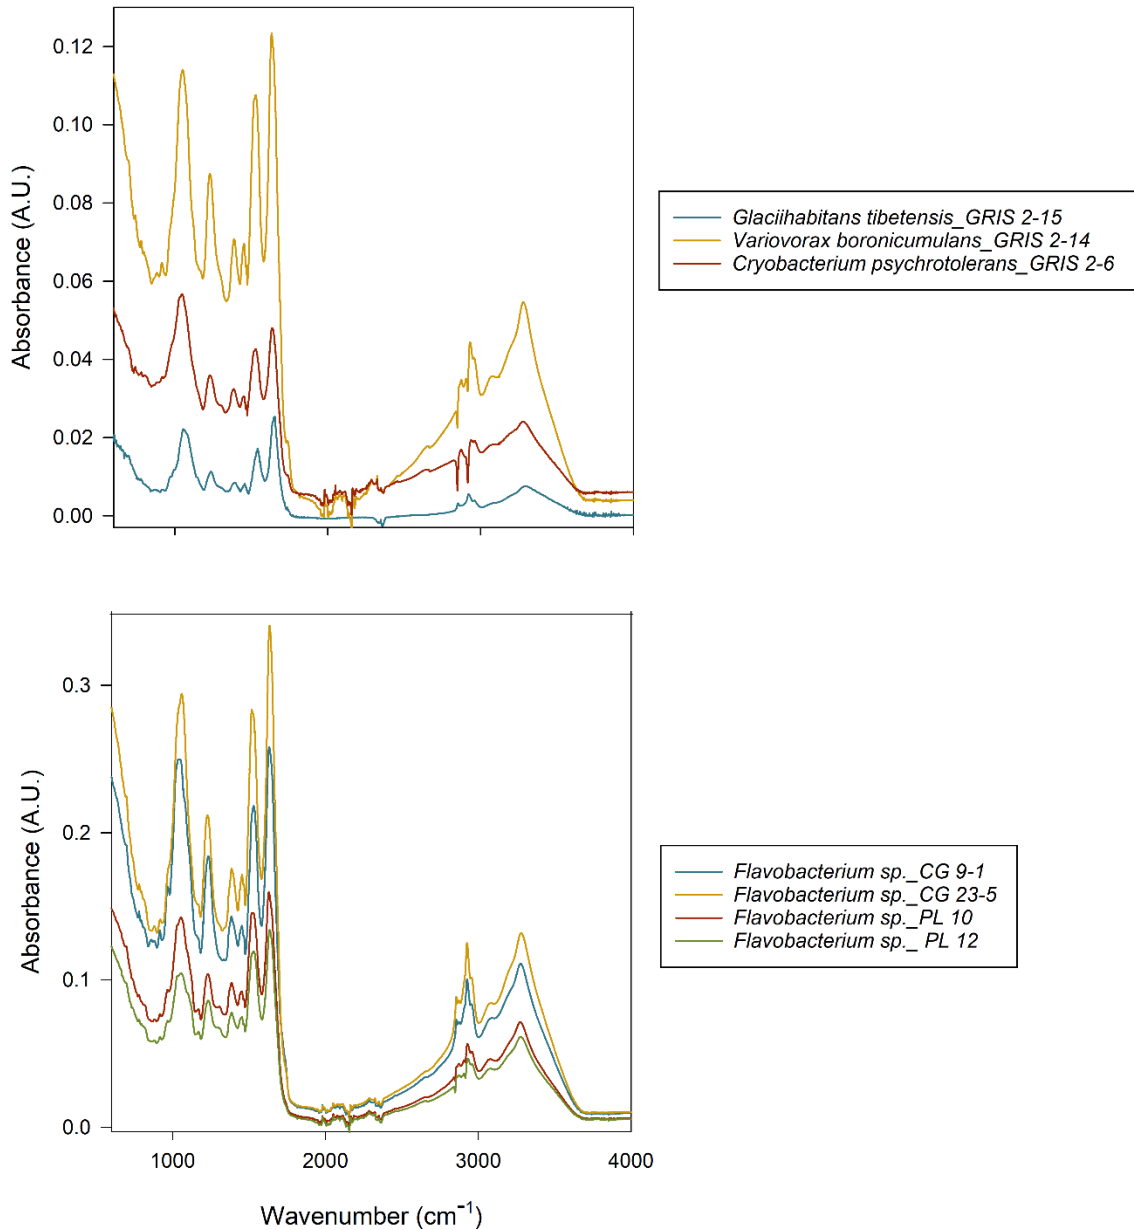 0.12
0.10
0.08
0.06
0.04
0.02
0.00
Absorbance (A.U.)
Glaciihabitans tibetensis_GRIS 2-15
Variovorax boronicumulans_GRIS 2-14
Cryobacterium psychrotolerans_GRIS 2-6
0.3
0.2
0.1
0.0
Absorbance (A.U.)
Flavobacterium sp._CG 9-1
Flavobacterium sp._CG 23-5
Flavobacterium sp._PL 10
Flavobacterium sp._ PL 12
1000 2000 3000 4000
Wavenumber (cm⁻¹)